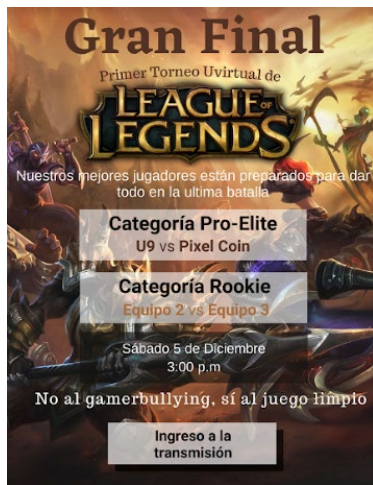 Gran Final
Primer Torneo Uvirtual de
LEAGUE OF
LEGENDS
Nuestros mejores jugadores están preparados para dar
todo en la ultima batalla
Categoría Pro-Elite
U9 vs Pixel Coin
Categoría Rookie
Equipo 2 vs Equipo 3
Sábado 5 de Diciembre
3:00 p.m
No al gamerbullying, sí al juego limpio
Ingreso a la
transmisión